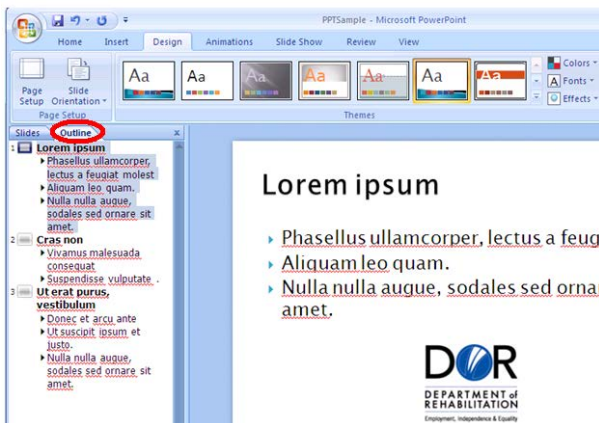 PPTSample - Microsoft PowerPoint
Home Insert Design Animations Slide Show Review View
Page Setup
Slide Orientation
Aa Aa Aa Aa Aa Aa Aa
Colors
Fonts
Effects
Page Setup
Themes
Slides Outline x
1 Lorem ipsum
Phasellus ullamcorper,
lectus a feugiat molest
Aliquam leo quam.
Nulla nulla augue,
sodales sed ornare sit
amet.
2 Cras non
Vivamus malesuada
consequat
Suspendisse vulputate .
3 Ut erat purus,
vestibulum
Donec et arcu ante
Ut suscipit ipsum et
justo.
Nulla nulla augue,
sodales sed ornare sit
amet.
Lorem ipsum
Phasellus ullamcorper, lectus a feug
Aliquam leo quam.
Nulla nulla augue, sodales sed orna
amet.
DOR
DEPARTMENT of
REHABILITATION
Employment, Independence & Equality